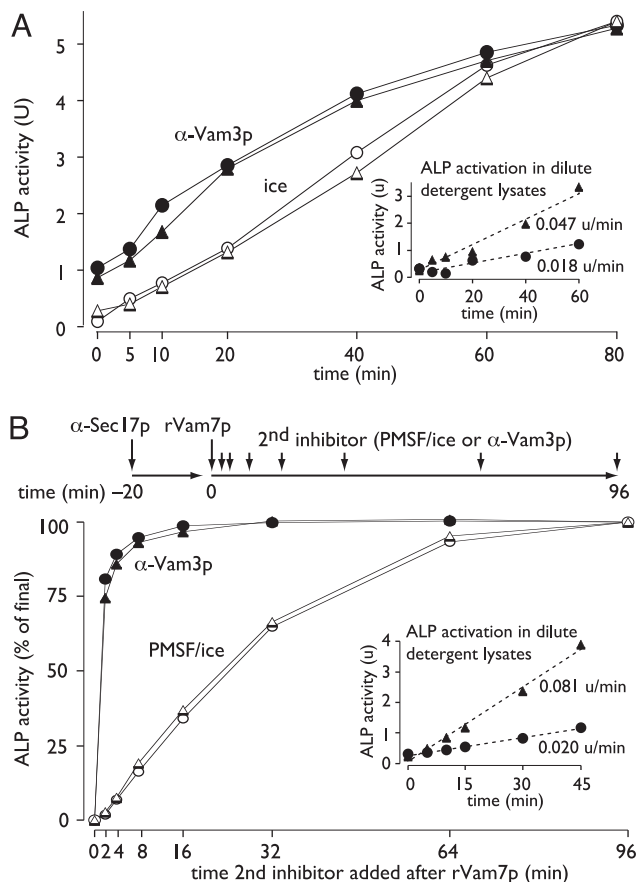 A
ALP activity (U)
5
4
3
2
1
0
α-Vam3p
ice
ALP activation in dilute
detergent lysates
ALP activity (u)
3
2
1
0
0.047 u/min
0.018 u/min
0 20 40 60
time (min)
0 5 10 20 40 60 80
time (min)
B
α-Sec17p rVam7p
2nd inhibitor (PMSF/ice or α-Vam3p)
time (min) –20 0 96
ALP activity (% of final)
100
75
50
25
0
α-Vam3p
PMSF/ice
ALP activation in dilute
detergent lysates
ALP activity (u)
4
3
2
1
0
0.081 u/min
0.020 u/min
0 15 30 45
time (min)
0 2 4 8 16 32 64 96
time 2nd inhibitor added after rVam7p (min)